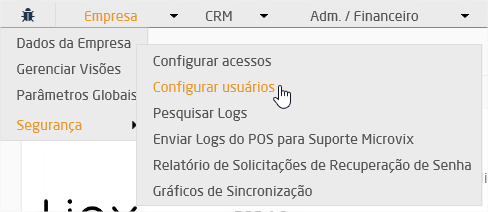 Empresa CRM Adm. / Financeiro
Dados da Empresa
Gerenciar Visões
Parâmetros Globais
Segurança
Configurar acessos
Configurar usuários
Pesquisar Logs
Enviar Logs do POS para Suporte Microvix
Relatório de Solicitações de Recuperação de Senha
Gráficos de Sincronização